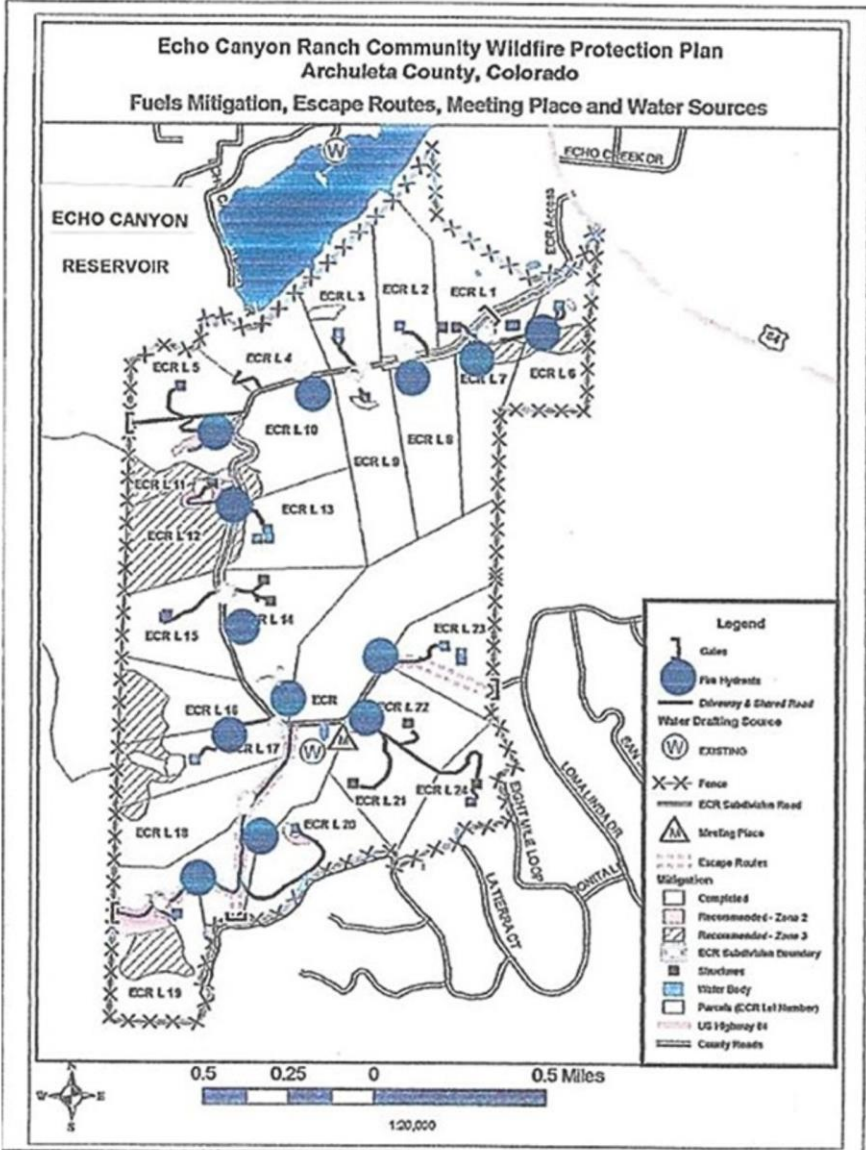 Echo Canyon Ranch Community Wildfire Protection Plan
Archuleta County, Colorado
Fuels Mitigation, Escape Routes, Meeting Place and Water Sources
W
ECHO CREEK DR
ECHO CANYON
RESERVOIR
ECR Access
84
ECR L 3
ECR L 2
ECR L 1
ECR L 4
ECR L 5
ECR L 7
ECR L 6
ECR L 10
ECR L 8
ECR L 9
ECR L 11
ECR L 13
ECR L 12
L 14
ECR L 15
ECR L 23
ECR L 16
ECR
L 22
L 17
W
M
ECR L 21
ECR L 24
ECR L 18
ECR L 20
ECR L 19
EIGHT MILE LOOP
LOMA LINDA DR
SAN
LA TIERRA CT
Legend
Gates
Fire Hydrants
Driveway & Shared Road
Water Drafting Source
W EXISTING
Fence
ECR Subdivision Road
M Meeting Place
Escape Routes
Mitigation
Completed
Recommended - Zone 2
Recommended - Zone 3
ECR Subdivision Boundary
Structures
Water Body
Parcels (ECR Lot Number)
US Highway 84
County Roads
N
W E
S
0.5 0.25 0 0.5 Miles
1:20,000